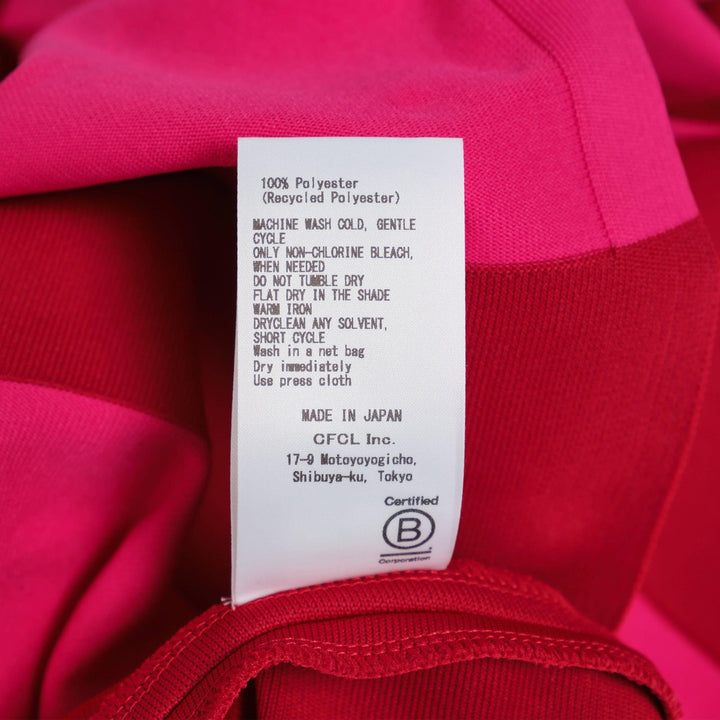 100% Polyester
(Recycled Polyester)
MACHINE WASH COLD, GENTLE
CYCLE
ONLY NON-CHLORINE BLEACH,
WHEN NEEDED
DO NOT TUMBLE DRY
FLAT DRY IN THE SHADE
WARM IRON
DRYCLEAN ANY SOLVENT,
SHORT CYCLE
Wash in a net bag
Dry immediately
Use press cloth
MADE IN JAPAN
CFCL Inc.
17-9 Motoyoyogicho,
Shibuya-ku, Tokyo
Certified
B
Corporation